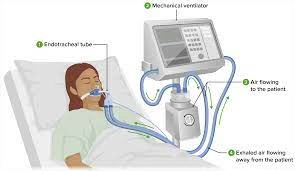 2 Mechanical ventilator
1 Endotracheal tube
3 Air flowing
to the patient
4 Exhaled air flowing
away from the patient